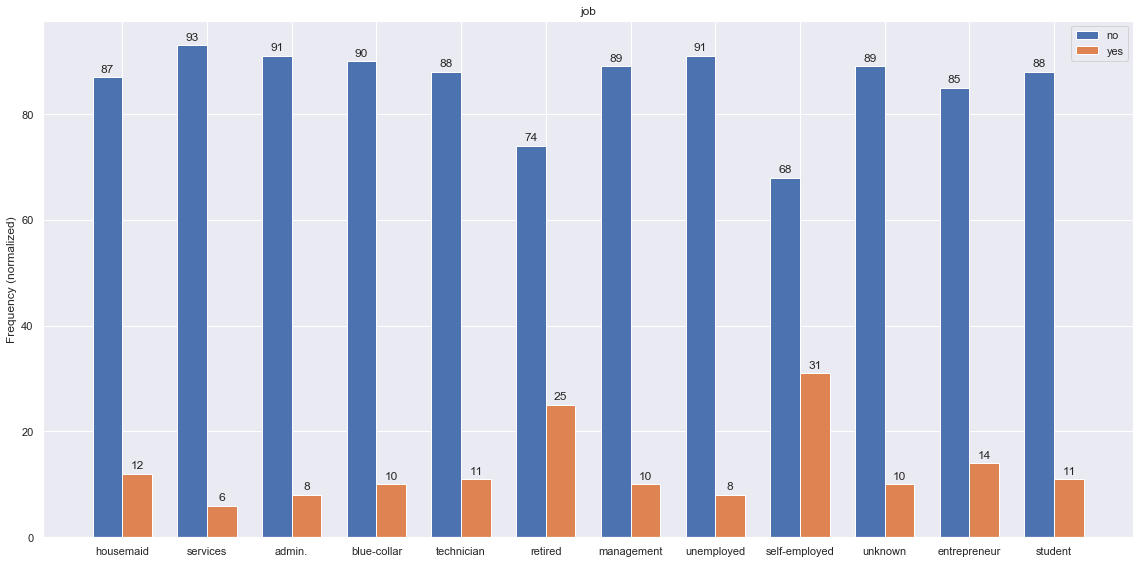 job
no
yes
Frequency (normalized)
80
60
40
20
0
87 93 91 90 88 74 89 91 68 89 85 88
12 6 8 10 11 25 10 8 31 10 14 11
housemaid services admin. blue-collar technician retired management unemployed self-employed unknown entrepreneur student